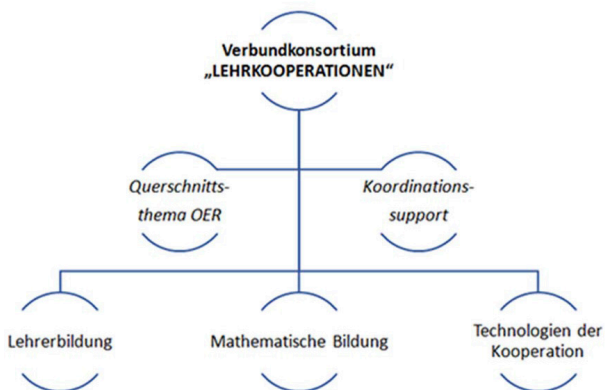 Verbundkonsortium
„LEHRKOOPERATIONEN“
Querschnitts-
thema OER
Koordinations-
support
Lehrerbildung
Mathematische Bildung
Technologien der
Kooperation